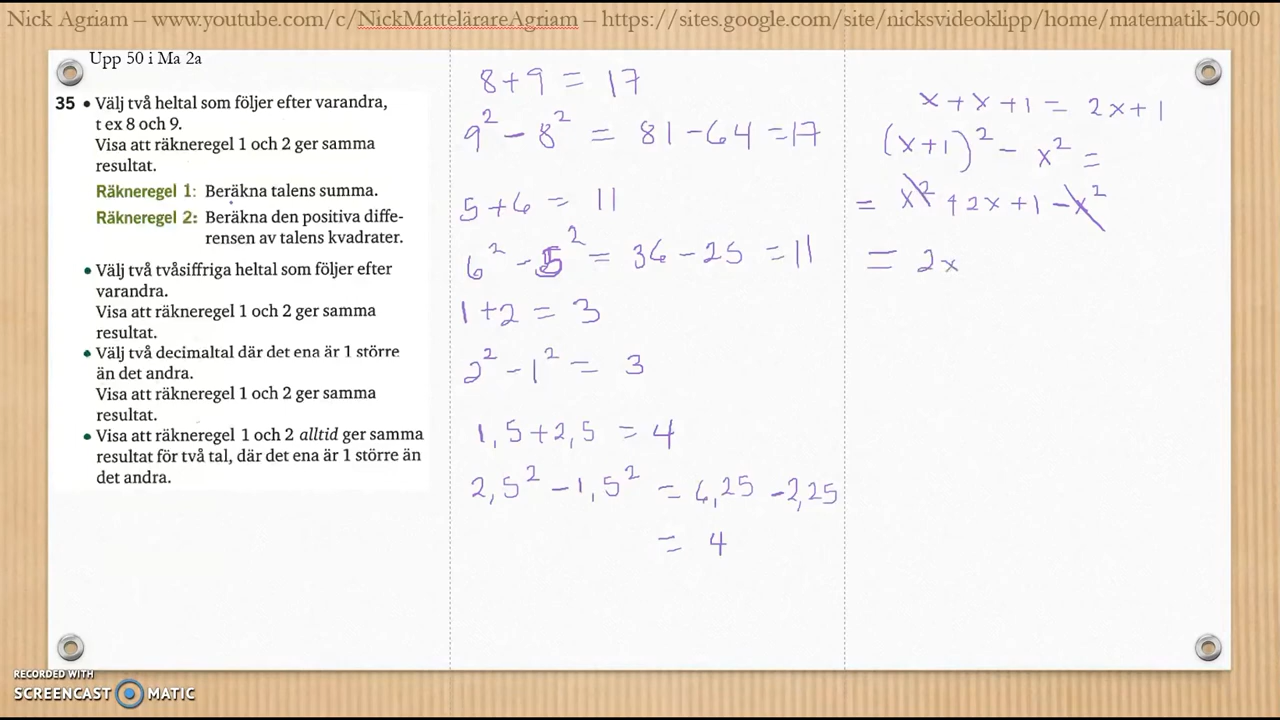 Nick Agriam – www.youtube.com/c/NickMattelärareAgriam – https://sites.google.com/site/nicksvideoklipp/home/matematik-5000
Upp 50 i Ma 2a
35 • Välj två heltal som följer efter varandra,
t ex 8 och 9.
Visa att räkneregel 1 och 2 ger samma
resultat.
Räkneregel 1: Beräkna talens summa.
Räkneregel 2: Beräkna den positiva diffe-
rensen av talens kvadrater.
• Välj två tvåsiffriga heltal som följer efter
varandra.
Visa att räkneregel 1 och 2 ger samma
resultat.
• Välj två decimaltal där det ena är 1 större
än det andra.
Visa att räkneregel 1 och 2 ger samma
resultat.
• Visa att räkneregel 1 och 2 alltid ger samma
resultat för två tal, där det ena är 1 större än
det andra.
8+9 = 17
9² - 8² = 81 - 64 = 17
5+6 = 11
6² - 5² = 36 - 25 = 11
1+2 = 3
2² - 1² = 3
1,5+2,5 = 4
2,5² - 1,5² = 6,25 - 2,25
= 4
x+x+1 = 2x+1
(x+1)² - x² =
= x² + 2x+1 - x²
= 2x
RECORDED WITH
SCREENCAST MATIC